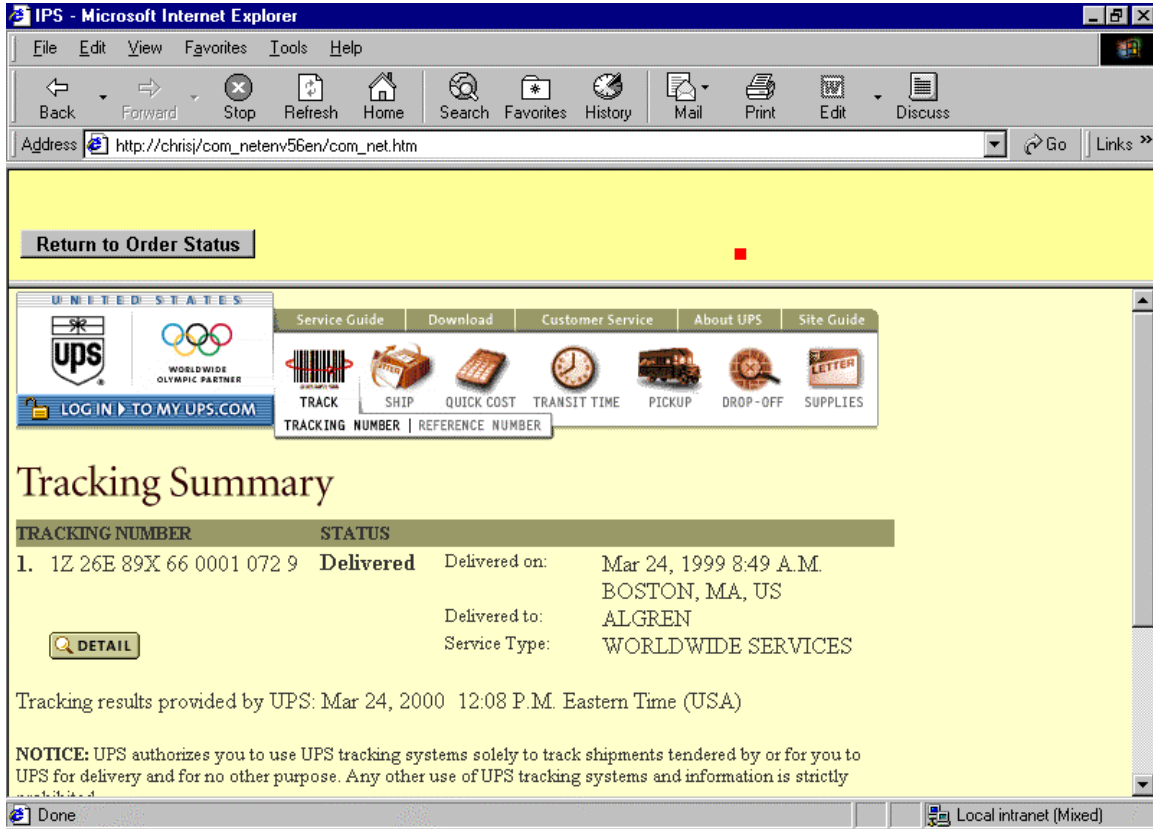 IPS - Microsoft Internet Explorer
File Edit View Favorites Tools Help
Back Forward Stop Refresh Home Search Favorites History Mail Print Edit Discuss
Address http://chrisj/com_netenv56en/com_net.htm Go Links »
Return to Order Status
UNITED STATES
Service Guide Download Customer Service About UPS Site Guide
ups
WORLDWIDE
OLYMPIC PARTNER
LETTER
LETTER
TRACK SHIP QUICK COST TRANSIT TIME PICKUP DROP-OFF SUPPLIES
LOG IN TO MY UPS.COM
TRACKING NUMBER | REFERENCE NUMBER
Tracking Summary
TRACKING NUMBER STATUS
1. 1Z 26E 89X 66 0001 072 9 Delivered Delivered on: Mar 24, 1999 8:49 A.M.
BOSTON, MA, US
Delivered to: ALGREN
DETAIL Service Type: WORLDWIDE SERVICES
Tracking results provided by UPS: Mar 24, 2000 12:08 P.M. Eastern Time (USA)
NOTICE: UPS authorizes you to use UPS tracking systems solely to track shipments tendered by or for you to
UPS for delivery and for no other purpose. Any other use of UPS tracking systems and information is strictly
Done Local intranet (Mixed)